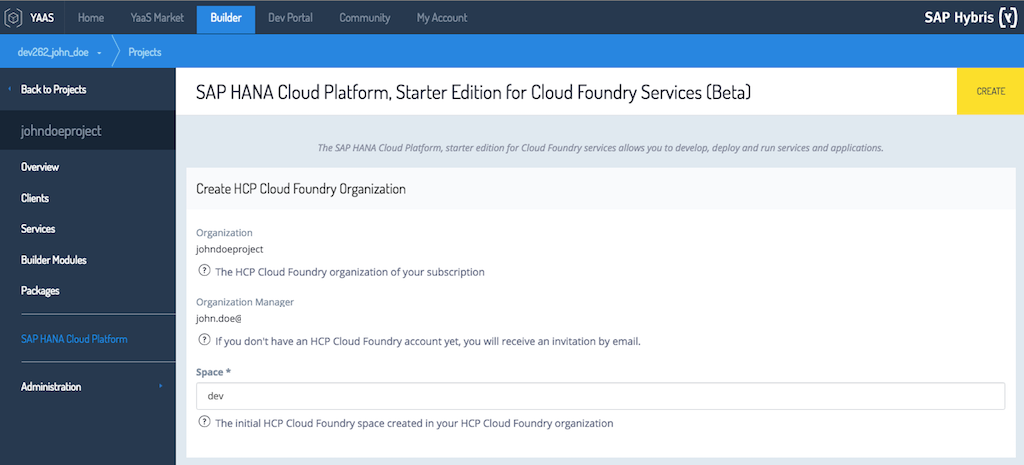 YAAS Home YaaS Market Builder Dev Portal Community My Account SAP Hybris
dev262_john_doe Projects
Back to Projects
SAP HANA Cloud Platform, Starter Edition for Cloud Foundry Services (Beta)
CREATE
johndoeproject
Overview
Clients
Services
Builder Modules
Packages
SAP HANA Cloud Platform
Administration
The SAP HANA Cloud Platform, starter edition for Cloud Foundry services allows you to develop, deploy and run services and applications.
Create HCP Cloud Foundry Organization
Organization
johndoeproject
? The HCP Cloud Foundry organization of your subscription
Organization Manager
john.doe@
? If you don't have an HCP Cloud Foundry account yet, you will receive an invitation by email.
Space *
dev
? The initial HCP Cloud Foundry space created in your HCP Cloud Foundry organization